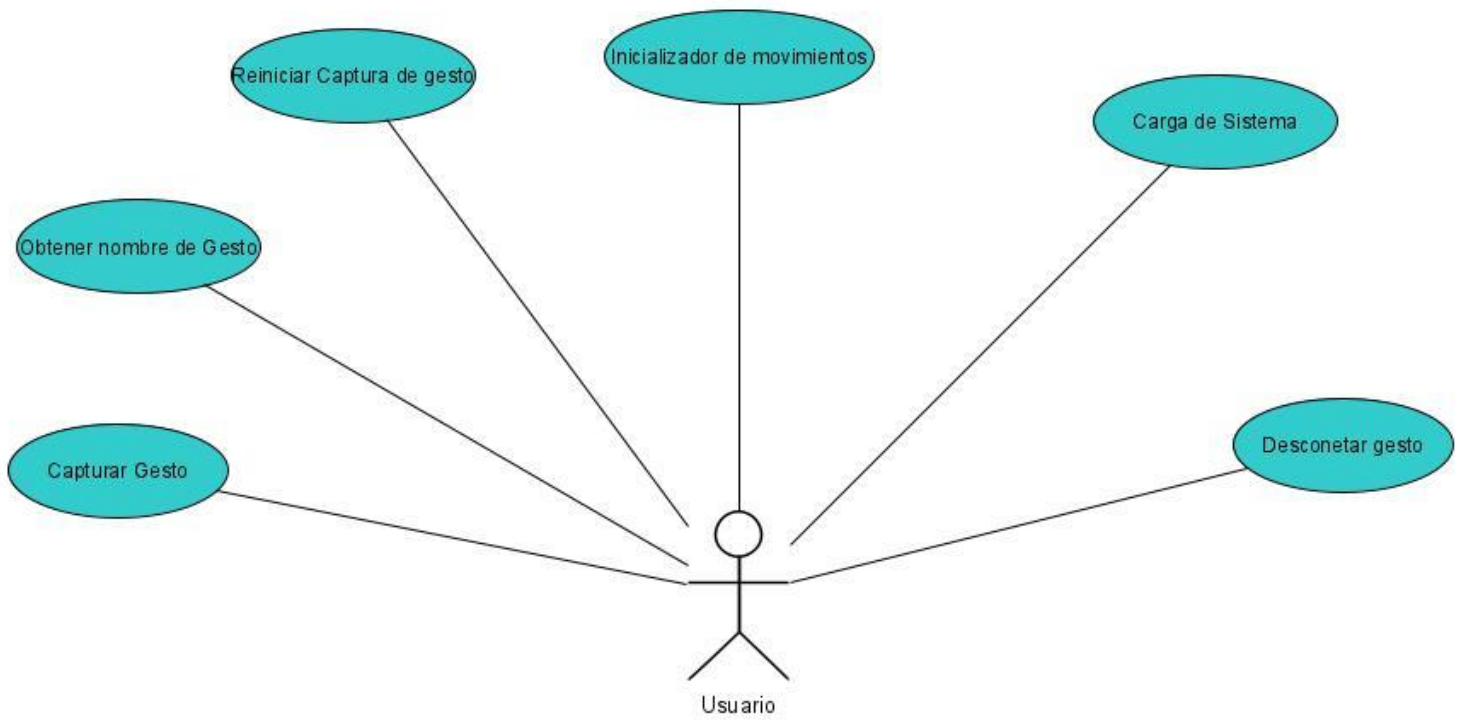 Inicializador de movimientos
Reiniciar Captura de gesto
Carga de Sistema
Obtener nombre de Gesto
Desconetar gesto
Capturar Gesto
Usuario